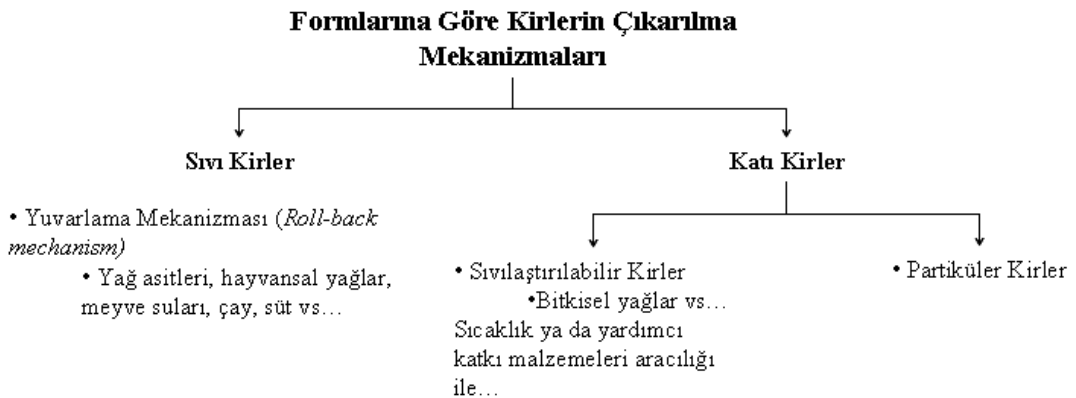 Formlarına Göre Kirlerin Çıkarılma
Mekanizmaları
Sıvı Kirler
Katı Kirler
• Yuvarlama Mekanizması (Roll-back
mechanism)
• Yağ asitleri, hayvansal yağlar,
meyve suları, çay, süt vs…
• Sıvılaştırılabilir Kirler
•Bitkisel yağlar vs…
Sıcaklık ya da yardımcı
katkı malzemeleri aracılığı
ile…
• Partiküler Kirler